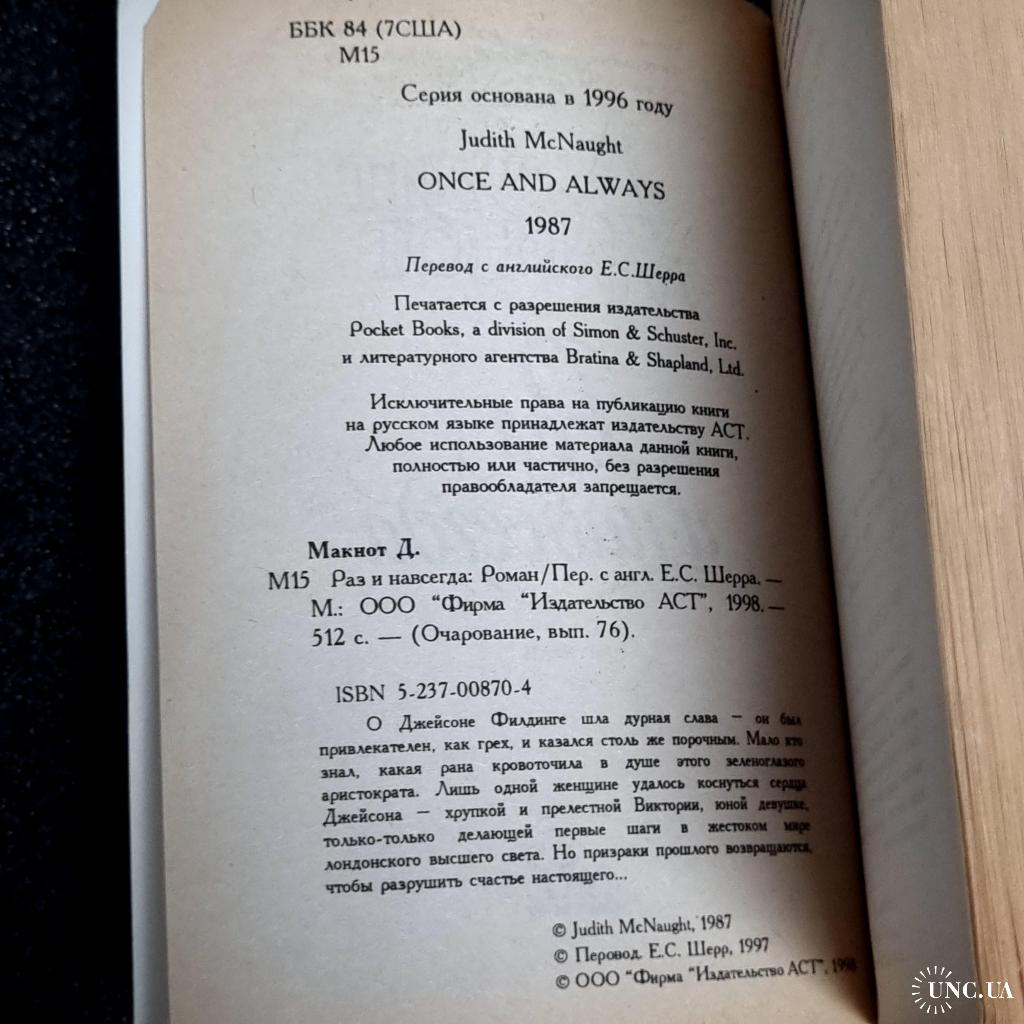 ББК 84 (7США)
М15
Серия основана в 1996 году
Judith McNaught
ONCE AND ALWAYS
1987
Перевод с английского Е.С.Шерра
Печатается с разрешения издательства
Pocket Books, a division of Simon & Schuster, Inc.
и литературного агентства Bratina & Shapland, Ltd.
Исключительные права на публикацию книги
на русском языке принадлежат издательству АСТ.
Любое использование материала данной книги,
полностью или частично, без разрешения
правообладателя запрещается.
Макнот Д.
М15 Раз и навсегда: Роман/Пер. с англ. Е.С. Шерра. —
М.: ООО "Фирма "Издательство АСТ", 1998. —
512 с. — (Очарование, вып. 76).
ISBN 5-237-00870-4
О Джейсоне Филдинге шла дурная слава — он был
привлекателен, как грех, и казался столь же порочным. Мало кто
знал, какая рана кровоточила в душе этого зеленоглазого
аристократа. Лишь одной женщине удалось коснуться сердца
Джейсона — хрупкой и прелестной Виктории, юной девушке,
только-только делающей первые шаги в жестоком мире
лондонского высшего света. Но призраки прошлого возвращаются,
чтобы разрушить счастье настоящего...
© Judith McNaught, 1987
© Перевод. Е.С. Шерр, 1997
© ООО "Фирма "Издательство АСТ", 1998
UNC.UA